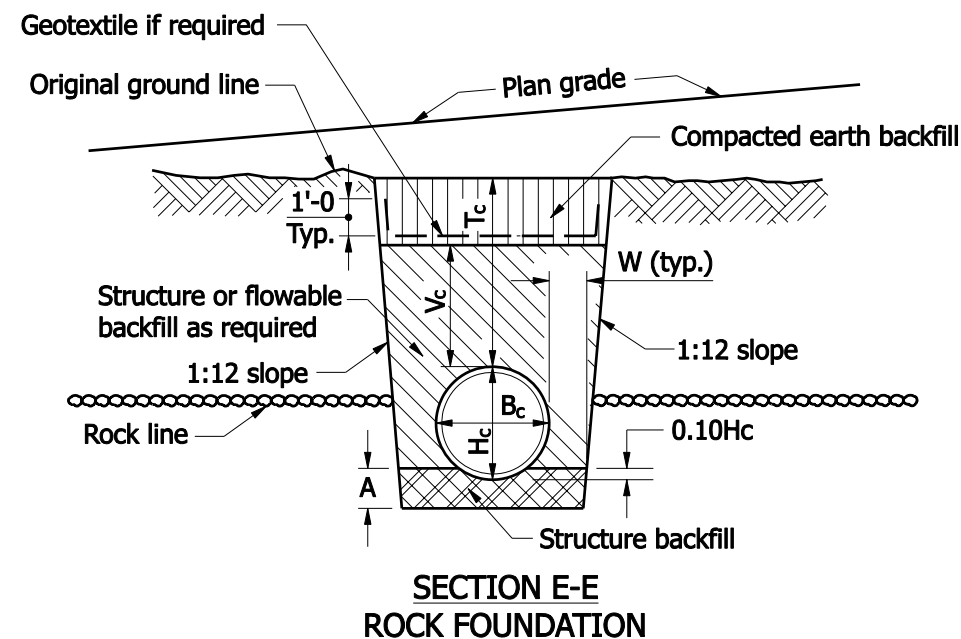 Geotextile if required
Original ground line
Plan grade
Compacted earth backfill
1'-0
Typ.
Tc
W (typ.)
Vc
Structure or flowable
backfill as required
1:12 slope
1:12 slope
Rock line
Bc
Hc
0.10Hc
A
Structure backfill
SECTION E-E
ROCK FOUNDATION